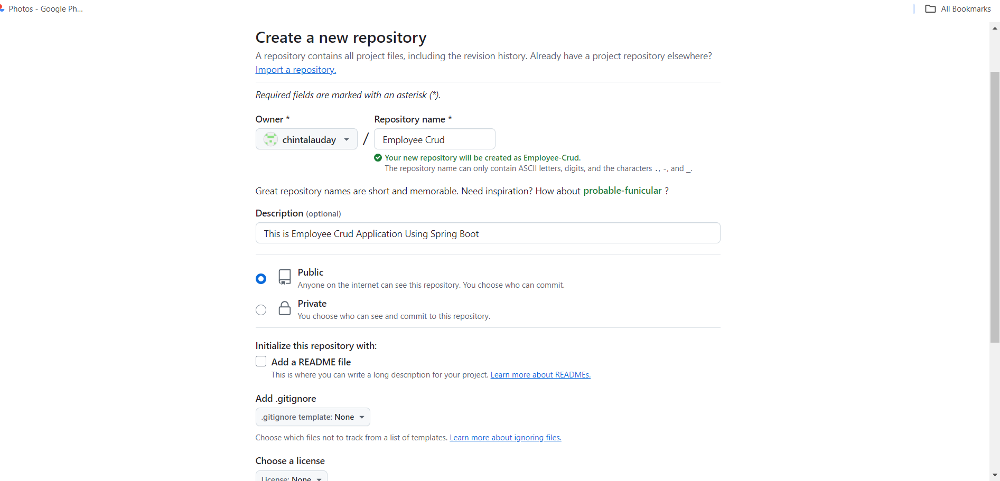 Photos - Google Ph...
All Bookmarks
Create a new repository
A repository contains all project files, including the revision history. Already have a project repository elsewhere?
Import a repository.
Required fields are marked with an asterisk (*).
Owner *
Repository name *
chintalauday
/
Employee Crud
Your new repository will be created as Employee-Crud.
The repository name can only contain ASCII letters, digits, and the characters ., -, and _.
Great repository names are short and memorable. Need inspiration? How about probable-funicular ?
Description (optional)
This is Employee Crud Application Using Spring Boot
Public
Anyone on the internet can see this repository. You choose who can commit.
Private
You choose who can see and commit to this repository.
Initialize this repository with:
Add a README file
This is where you can write a long description for your project. Learn more about READMEs.
Add .gitignore
.gitignore template: None
Choose which files not to track from a list of templates. Learn more about ignoring files.
Choose a license
License: None